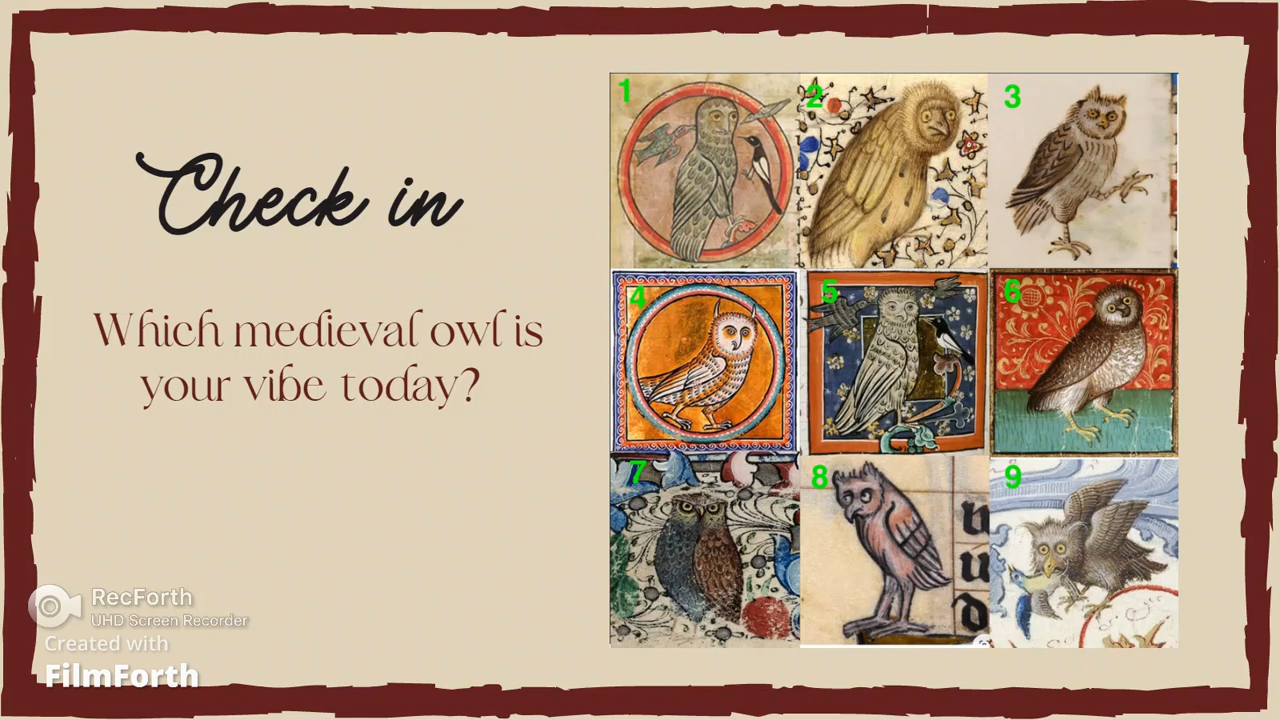 Check in
Which medieval owl is
your vibe today?
1
2
3
4
5
6
7
8
9
RecForth
UHD Screen Recorder
Created with
FilmForth